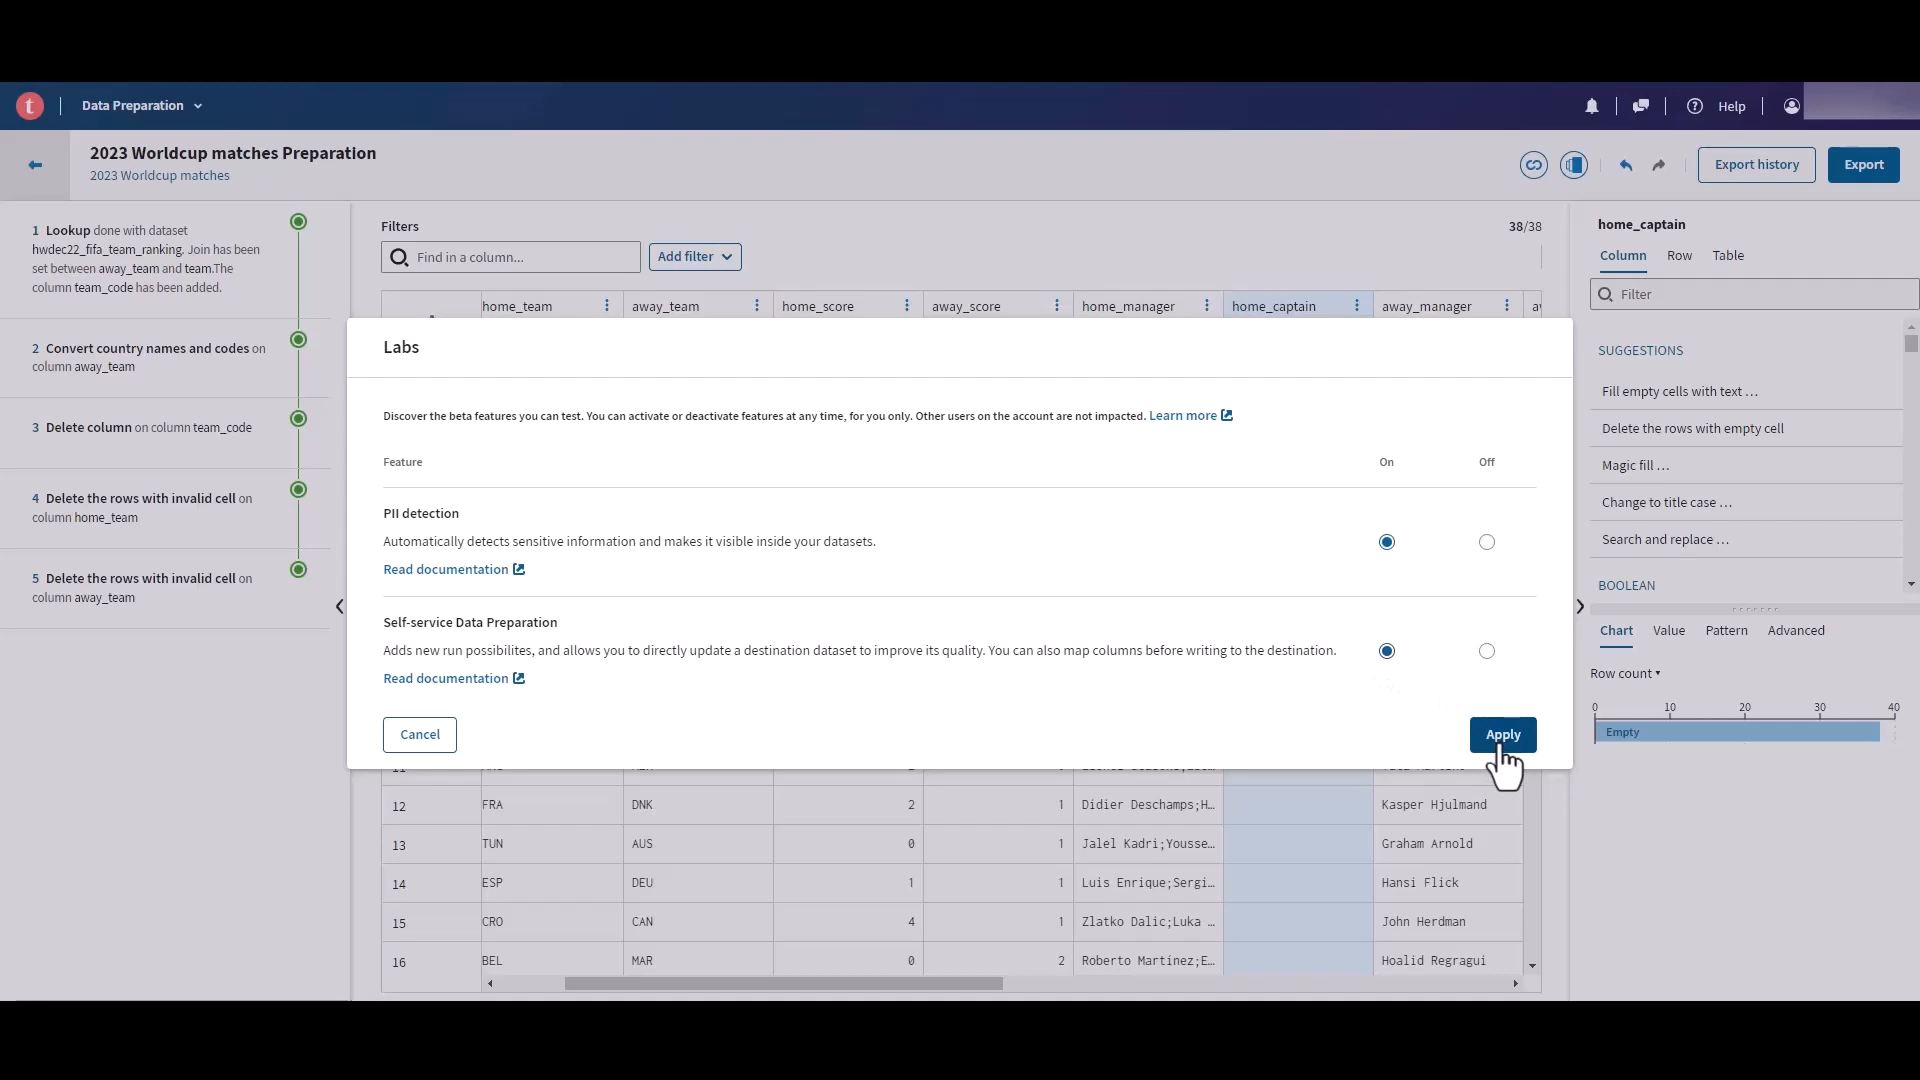 t
Data Preparation
Help
2023 Worldcup matches Preparation
2023 Worldcup matches
Export history
Export
1 Lookup done with dataset
hwdec22_fifa_team_ranking. Join has been
set between away_team and team.The
column team_code has been added.
2 Convert country names and codes on
column away_team
3 Delete column on column team_code
4 Delete the rows with invalid cell on
column home_team
5 Delete the rows with invalid cell on
column away_team
Filters
38/38
Find in a column...
Add filter
home_team away_team home_score away_score home_manager home_captain away_manager
Labs
Discover the beta features you can test. You can activate or deactivate features at any time, for you only. Other users on the account are not impacted. Learn more
Feature On Off
PII detection
Automatically detects sensitive information and makes it visible inside your datasets.
Read documentation
Self-service Data Preparation
Adds new run possibilites, and allows you to directly update a destination dataset to improve its quality. You can also map columns before writing to the destination.
Read documentation
Cancel
Apply
12 FRA DNK 2 1 Didier Deschamps;H… Kasper Hjulmand
13 TUN AUS 0 1 Jalel Kadri;Yousse… Graham Arnold
14 ESP DEU 1 1 Luis Enrique;Sergi… Hansi Flick
15 CRO CAN 4 1 Zlatko Dalic;Luka … John Herdman
16 BEL MAR 0 2 Roberto Martinez;E… Hoalid Regragui
home_captain
Column Row Table
Filter
SUGGESTIONS
Fill empty cells with text …
Delete the rows with empty cell
Magic fill …
Change to title case …
Search and replace …
BOOLEAN
Chart Value Pattern Advanced
Row count
0 10 20 30 40
Empty